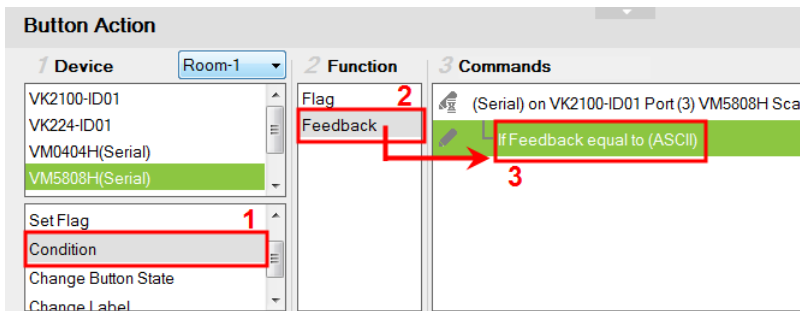 Button Action
1 Device
Room-1
2 Function
3 Commands
VK2100-ID01
VK224-ID01
VM0404H(Serial)
VM5808H(Serial)
Set Flag
1
Condition
Change Button State
Change Label
Flag
2
Feedback
(Serial) on VK2100-ID01 Port (3) VM5808H Sca
If Feedback equal to (ASCII)
3